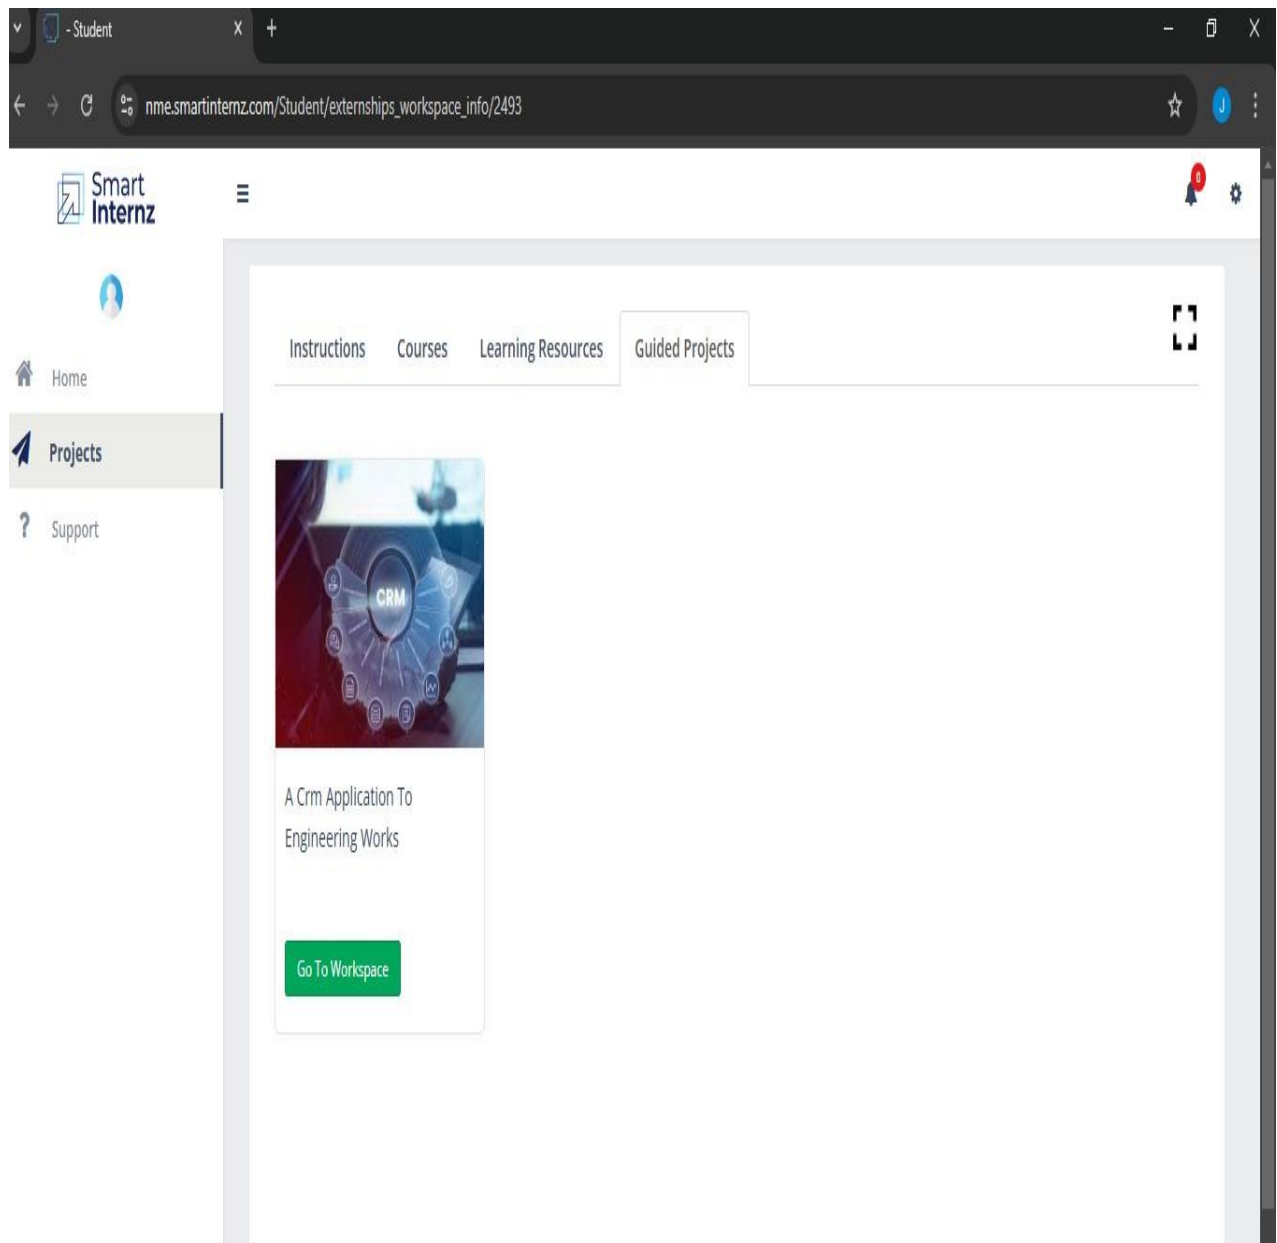 - Student
nme.smartinternz.com/Student/externships_workspace_info/2493
J
Smart
Internz
Home
Projects
Support
Instructions Courses Learning Resources Guided Projects
CRM
A Crm Application To
Engineering Works
Go To Workspace